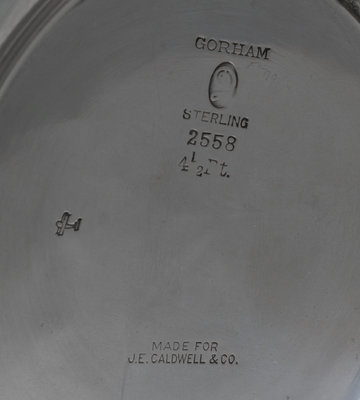 GORHAM
STERLING
2558
4½ Pt.
MADE FOR
J.E. CALDWELL & CO.